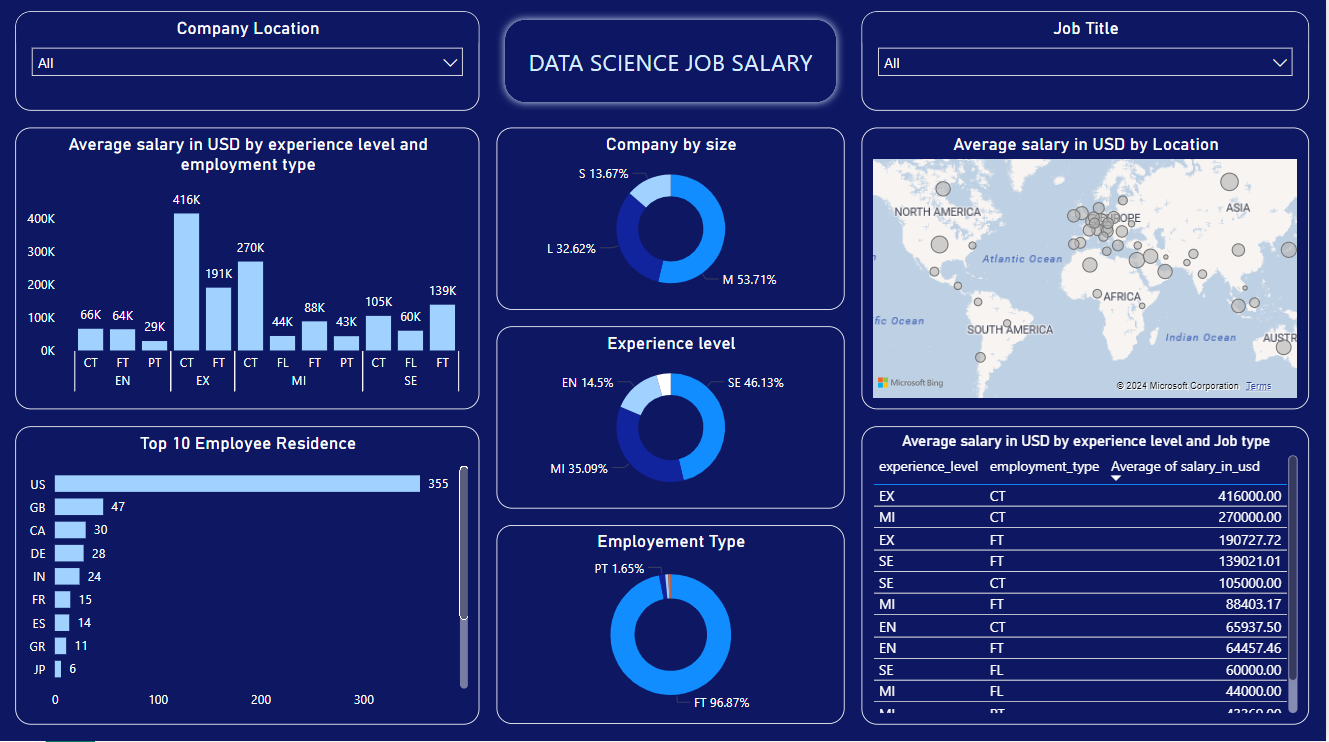 Company Location
All
DATA SCIENCE JOB SALARY
Job Title
All
Average salary in USD by experience level and
employment type
400K
300K
200K
100K
0K
66K
64K
29K
416K
191K
270K
44K
88K
43K
105K
60K
139K
CT FT PT CT FT CT FL FT PT CT FL FT
EN EX MI SE
Company by size
S 13.67%
L 32.62%
M 53.71%
Average salary in USD by Location
NORTH AMERICA
ASIA
Atlantic Ocean
AFRICA
SOUTH AMERICA
Indian Ocean
Microsoft Bing
© 2024 Microsoft Corporation Terms
Experience level
EN 14.5%
SE 46.13%
MI 35.09%
Top 10 Employee Residence
US 355
GB 47
CA 30
DE 28
IN 24
FR 15
ES 14
GR 11
JP 6
0 100 200 300
Employement Type
PT 1.65%
FT 96.87%
Average salary in USD by experience level and Job type
experience_level employment_type Average of salary_in_usd
EX CT 416000.00
MI CT 270000.00
EX FT 190727.72
SE FT 139021.01
SE CT 105000.00
MI FT 88403.17
EN CT 65937.50
EN FT 64457.46
SE FL 60000.00
MI FL 44000.00